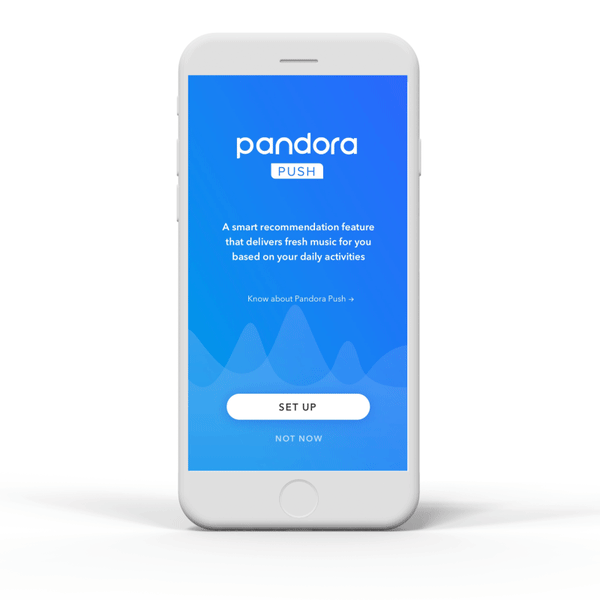 pandora
PUSH
A smart recommendation feature
that delivers fresh music for you
based on your daily activities
Know about Pandora Push →
SET UP
NOT NOW